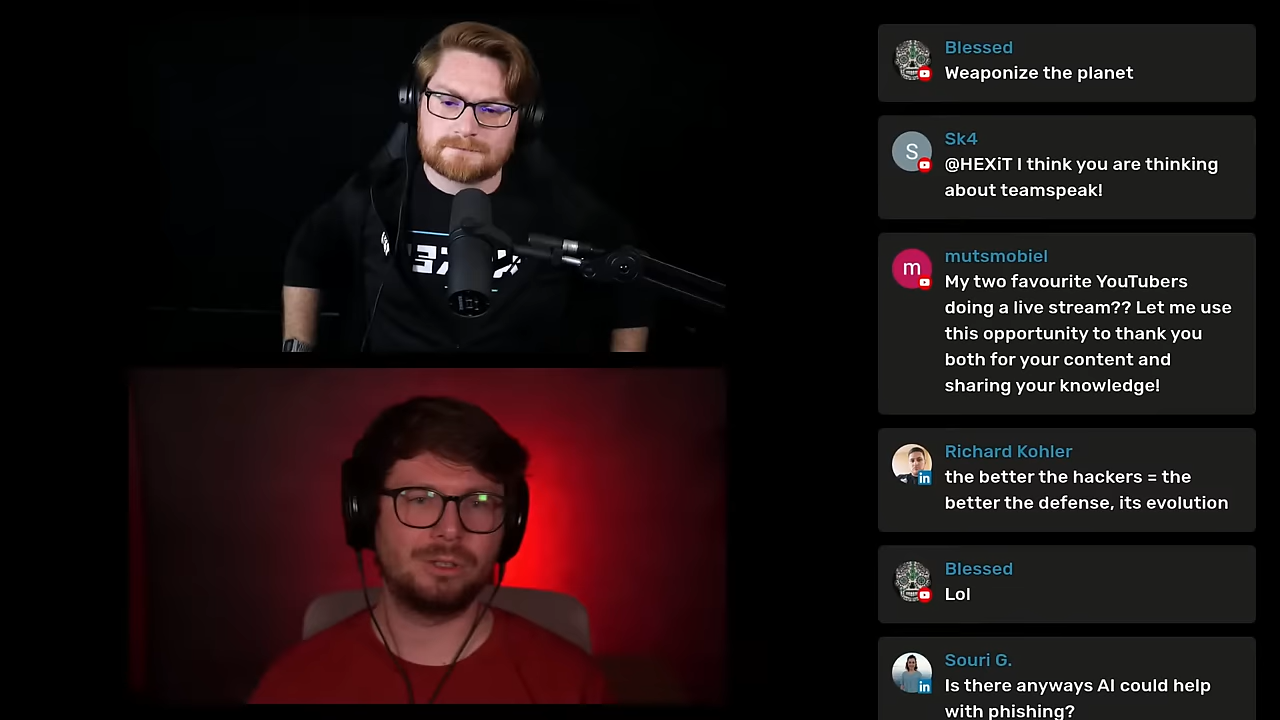 Blessed
Weaponize the planet
S
Sk4
@HEXiT I think you are thinking
about teamspeak!
m
mutsmobiel
My two favourite YouTubers
doing a live stream?? Let me use
this opportunity to thank you
both for your content and
sharing your knowledge!
Richard Kohler
the better the hackers = the
better the defense, its evolution
in
Blessed
Lol
Souri G.
Is there anyways AI could help
in
with phishing?